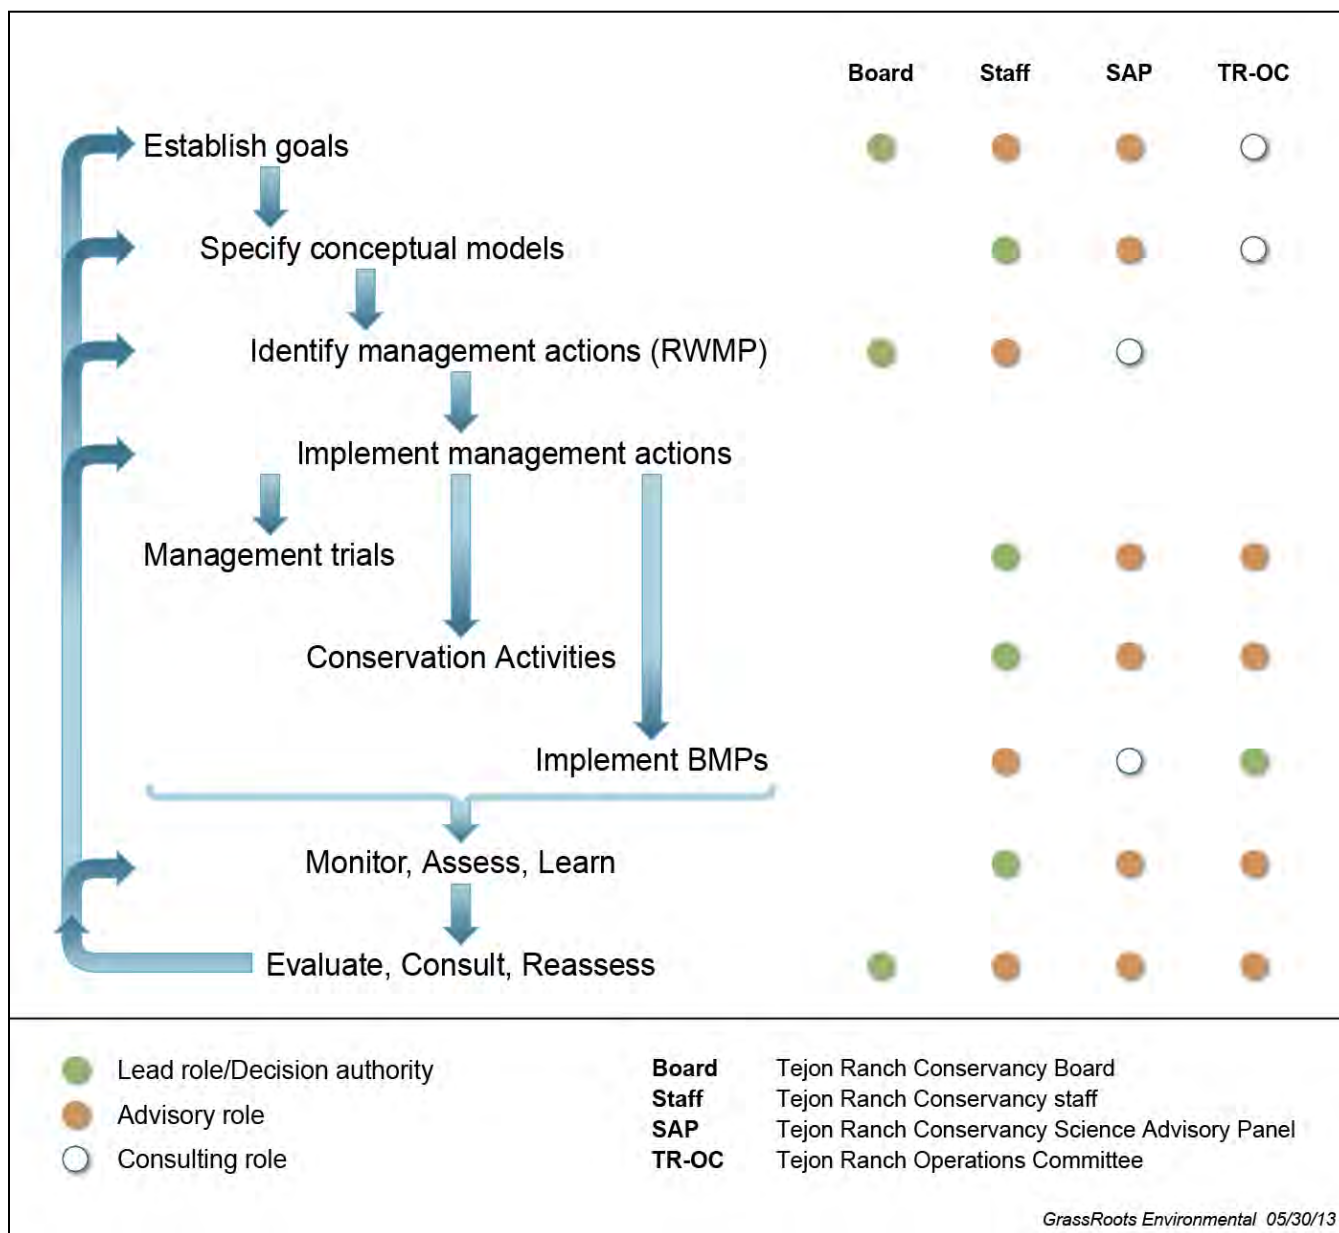 Board Staff SAP TR-OC
Establish goals
Specify conceptual models
Identify management actions (RWMP)
Implement management actions
Management trials
Conservation Activities
Implement BMPs
Monitor, Assess, Learn
Evaluate, Consult, Reassess
Lead role/Decision authority
Advisory role
Consulting role
Board Tejon Ranch Conservancy Board
Staff Tejon Ranch Conservancy staff
SAP Tejon Ranch Conservancy Science Advisory Panel
TR-OC Tejon Ranch Operations Committee
GrassRoots Environmental 05/30/13